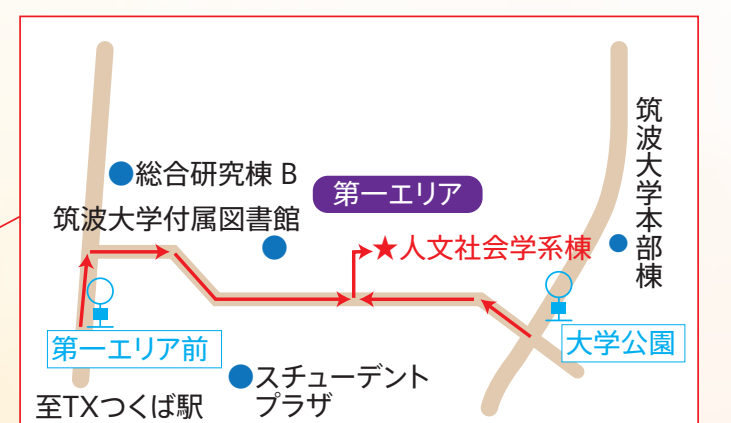 筑波大学本部棟
総合研究棟 B
第一エリア
筑波大学付属図書館
★人文社会学系棟
第一エリア前
大学公園
スチューデント
プラザ
至TXつくば駅